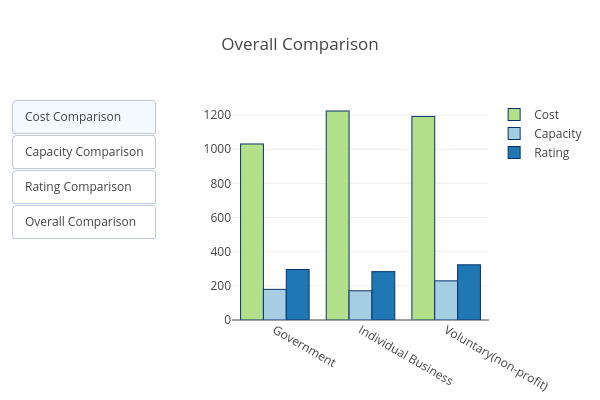 Overall Comparison
Cost Comparison
Capacity Comparison
Rating Comparison
Overall Comparison
1200
1000
800
600
400
200
0
Government
Individual Business
Voluntary(non-profit)
Cost
Capacity
Rating